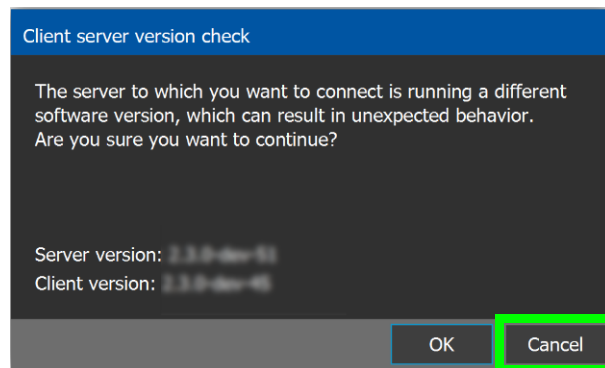 Client server version check
The server to which you want to connect is running a different
software version, which can result in unexpected behavior.
Are you sure you want to continue?
Server version:
Client version:
OK
Cancel